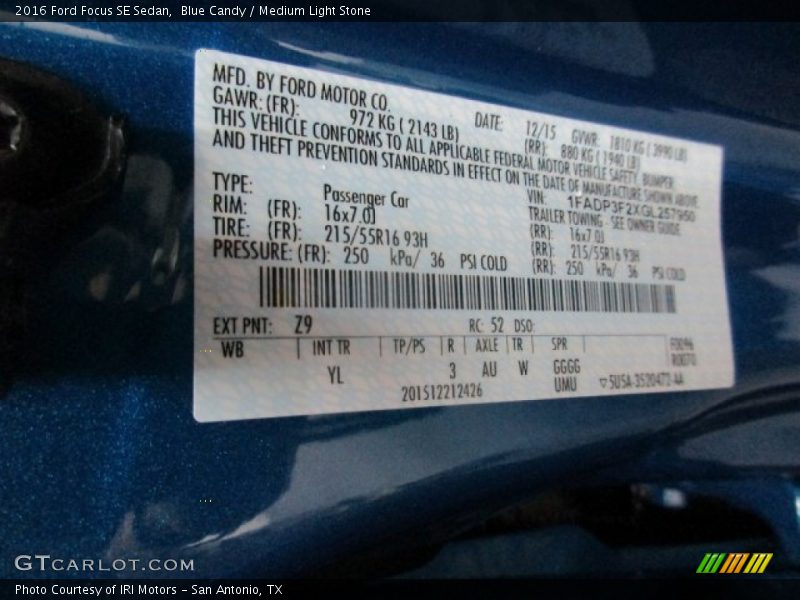 2016 Ford Focus SE Sedan, Blue Candy / Medium Light Stone
MFD. BY FORD MOTOR CO.
DATE: 12/15 GVWR: 1810 KG ( 3990 LB)
GAWR: (FR): 972 KG ( 2143 LB) (RR): 880 KG ( 1940 LB)
THIS VEHICLE CONFORMS TO ALL APPLICABLE FEDERAL MOTOR VEHICLE SAFETY, BUMPER,
AND THEFT PREVENTION STANDARDS IN EFFECT ON THE DATE OF MANUFACTURE SHOWN ABOVE.
VIN: 1FADP3F2XGL257950
TYPE: Passenger Car TRAILER TOWING - SEE OWNER GUIDE
RIM: (FR): 16x7.0J (RR): 16x7.0J
TIRE: (FR): 215/55R16 93H (RR): 215/55R16 93H
PRESSURE: (FR): 250 kPa/ 36 PSI COLD (RR): 250 kPa/ 36 PSI COLD
EXT PNT: Z9 RC: 52 DSO:
WB INT TR TP/PS R AXLE TR SPR
YL 3 AU W GGGG
UMU
201512212426 ▽5U5A-3520472-AA
GTCARLOT.COM
Photo Courtesy of IRI Motors – San Antonio, TX